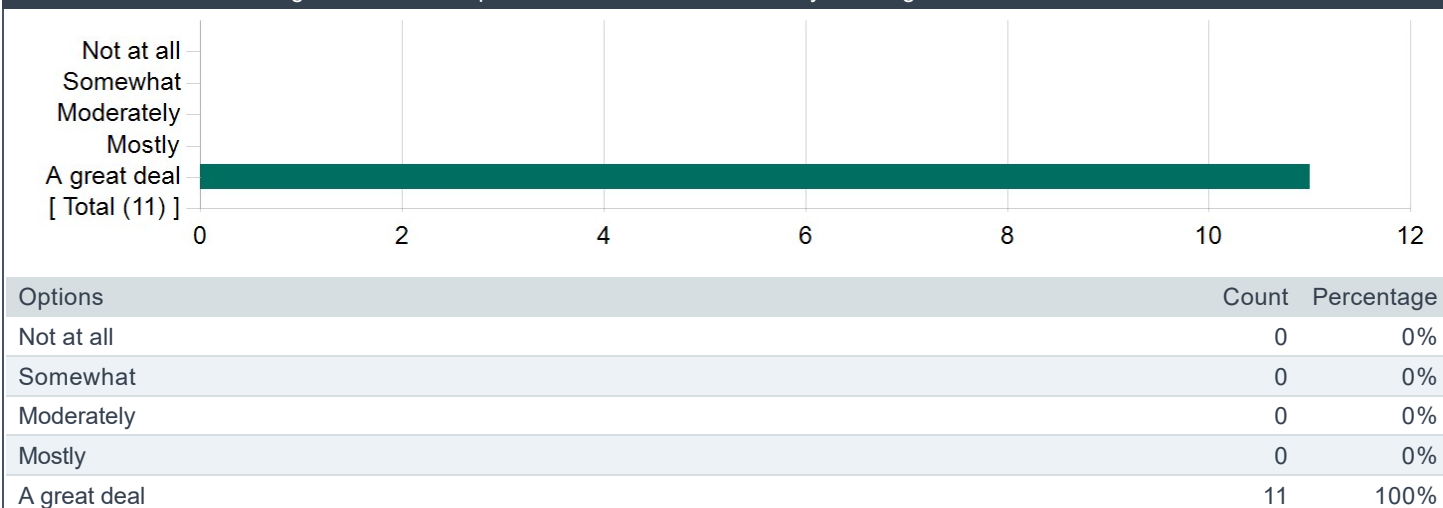 Not at all
Somewhat
Moderately
Mostly
A great deal
[ Total (11) ]
0 2 4 6 8 10 12
Options Count Percentage
Not at all 0 0%
Somewhat 0 0%
Moderately 0 0%
Mostly 0 0%
A great deal 11 100%